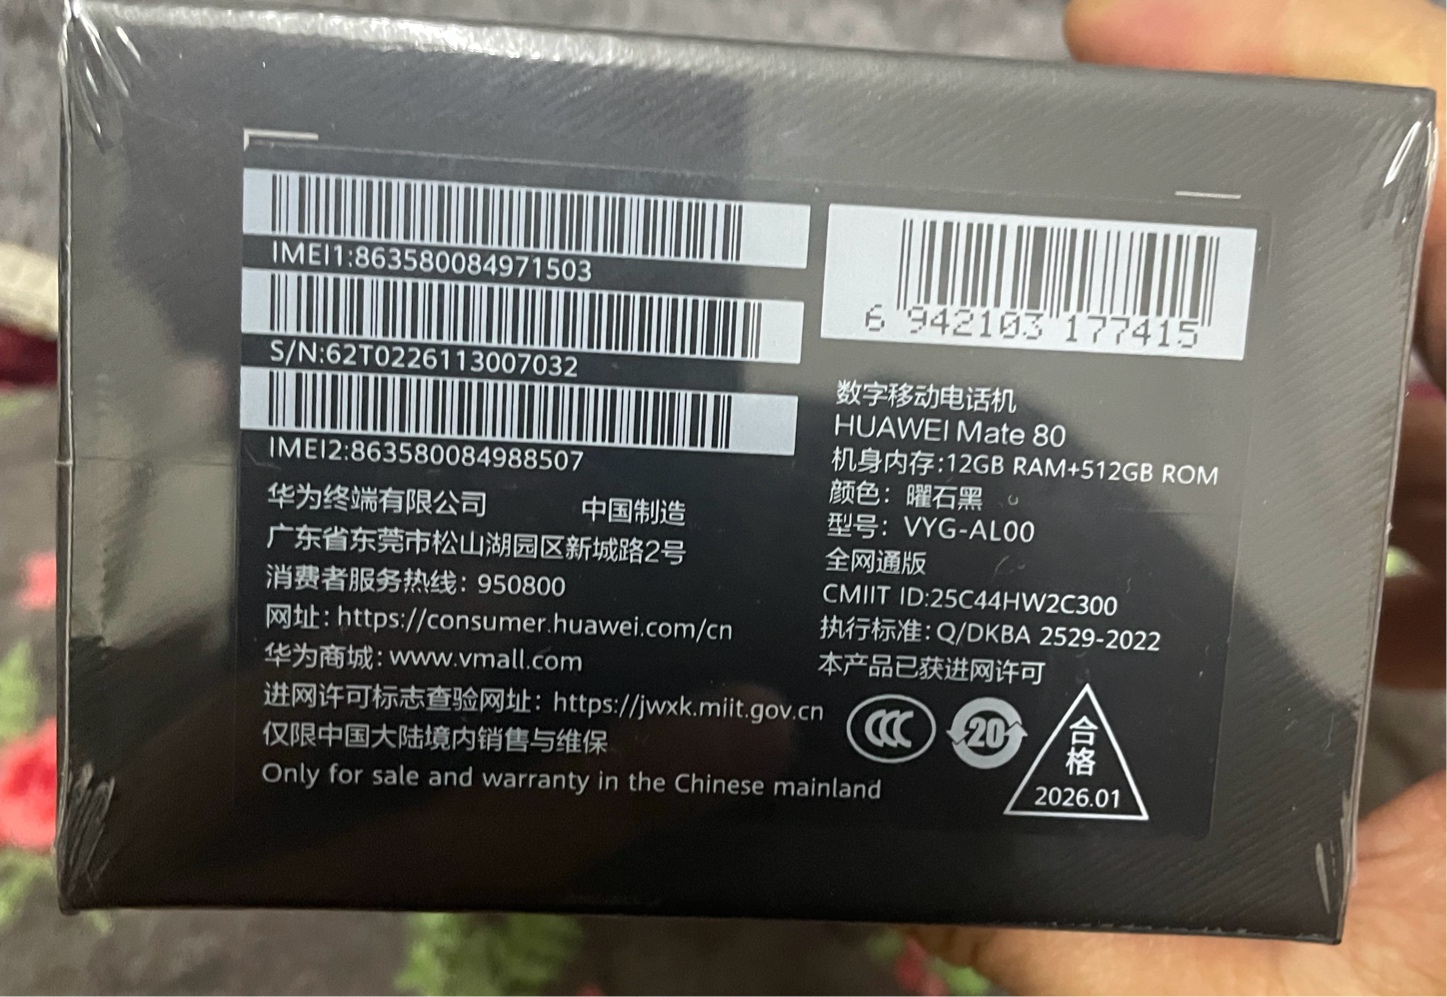 IMEI1:863580084971503
S/N:62T0226113007032
IMEI2:863580084988507
华为终端有限公司 中国制造
广东省东莞市松山湖园区新城路2号
消费者服务热线：950800
网址：https://consumer.huawei.com/cn
华为商城：www.vmall.com
进网许可标志查验网址：https://jwxk.miit.gov.cn
仅限中国大陆境内销售与维保
Only for sale and warranty in the Chinese mainland
6 942103 177415
数字移动电话机
HUAWEI Mate 80
机身内存:12GB RAM+512GB ROM
颜色：曜石黑
型号：VYG-AL00
全网通版
CMIIT ID:25C44HW2C300
执行标准：Q/DKBA 2529-2022
本产品已获进网许可
CCC
20
合格
2026.01